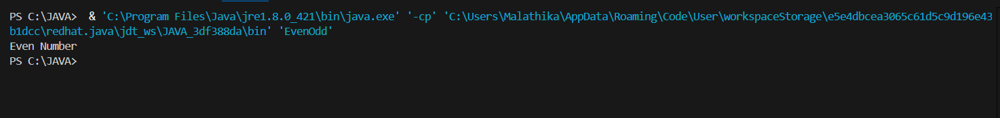 PS C:\JAVA>  & 'C:\Program Files\Java\jre1.8.0_421\bin\java.exe' '-cp' 'C:\Users\Malathika\AppData\Roaming\Code\User\workspaceStorage\e5e4dbcea3065c61d5c9d196e43
b1dcc\redhat.java\jdt_ws\JAVA_3df388da\bin' 'EvenOdd'
Even Number
PS C:\JAVA>